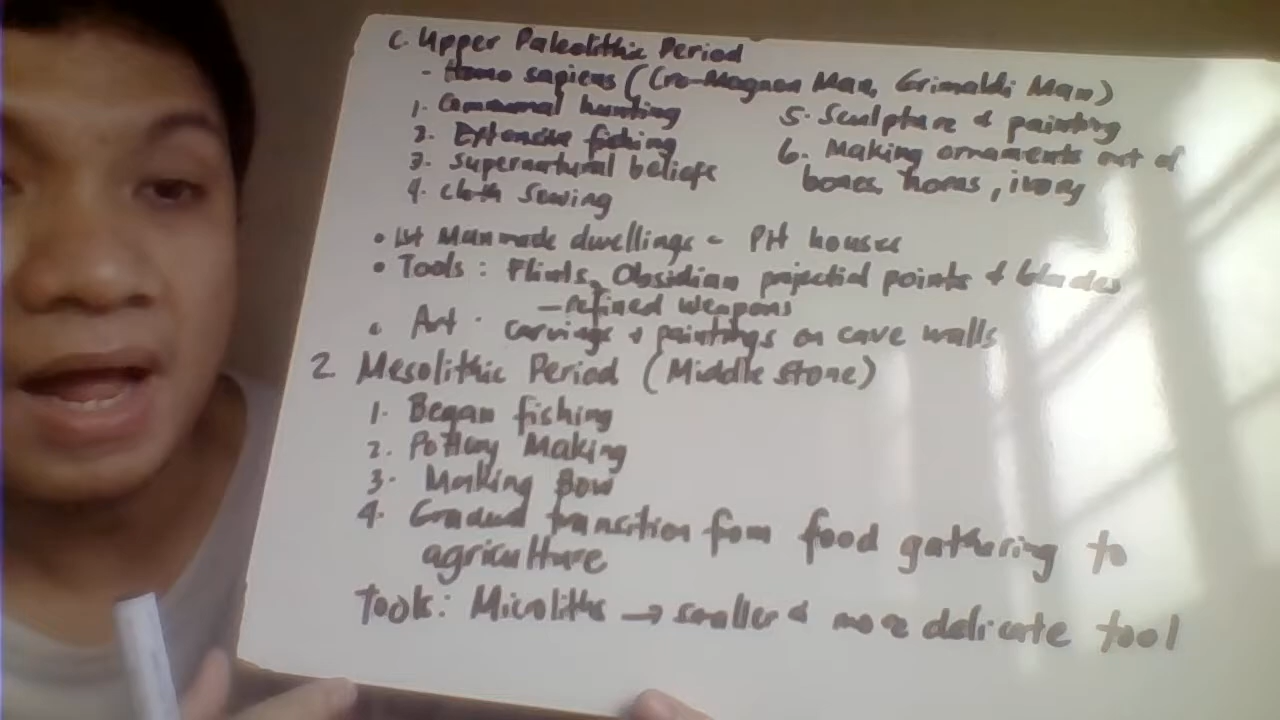 C. Upper Paleolithic Period
- Homo sapiens (Cro-Magnon Man, Grimaldi Man)
1. Communal hunting
2. Extensive fishing
3. Supernatural beliefs
4. Cloth Sewing
5. Sculpture & painting
6. Making ornaments out of
bones, horns, ivory
• 1st Manmade dwellings - Pit houses
• Tools: Flints, Obsidian projectial points & blades
- refined weapons
• Art - carvings & paintings on cave walls
2. Mesolithic Period (Middle stone)
1. Began fishing
2. Pottery Making
3. Making Bow
4. Gradual transition from food gathering to
agriculture
Tools: Microliths → smaller & more delicate tool